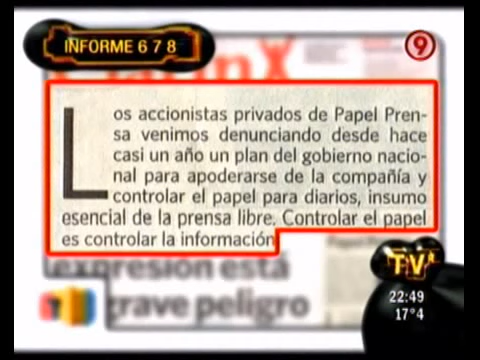 INFORME 6 7 8
9
Los accionistas privados de Papel Pren-
sa venimos denunciando desde hace
casi un año un plan del gobierno nacio-
nal para apoderarse de la compañía y
controlar el papel para diarios, insumo
esencial de la prensa libre. Controlar el papel
es controlar la información
expresión está
grave peligro
TV
22:49
17°4